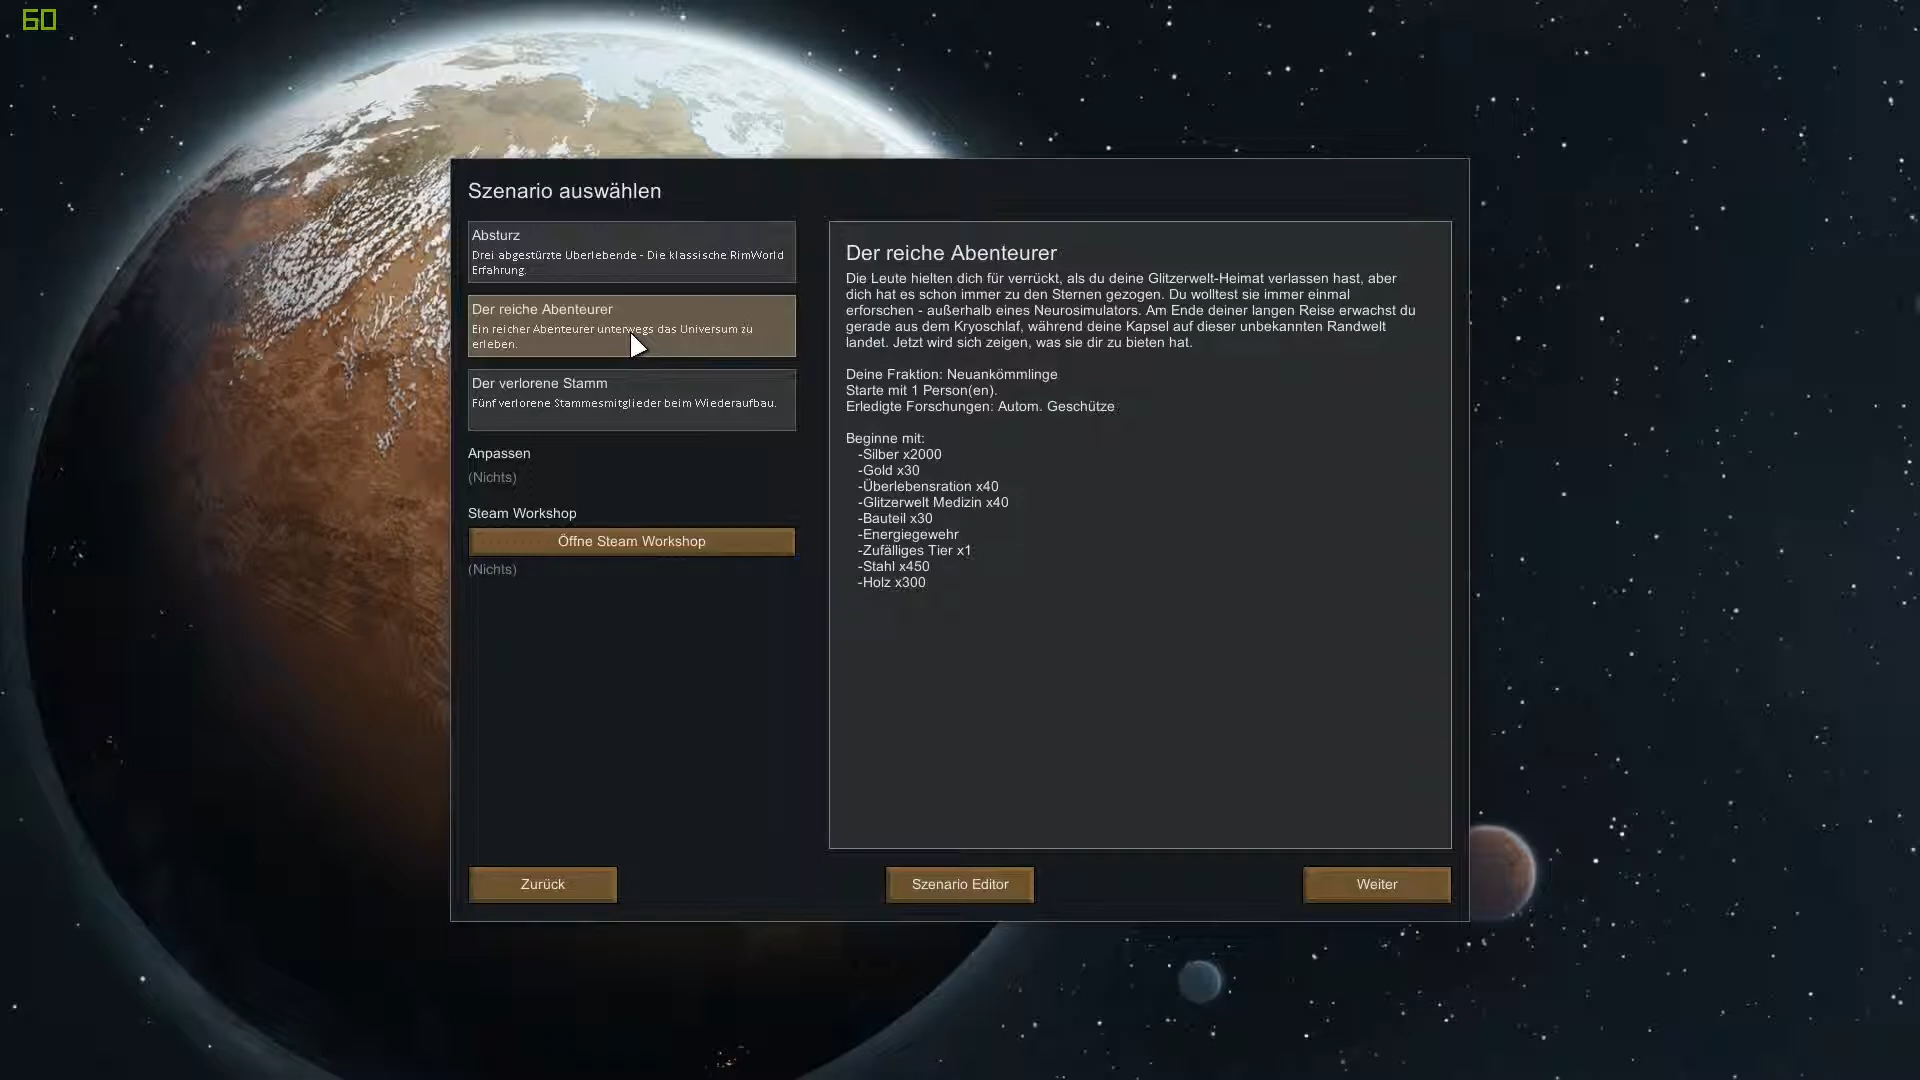 60
Szenario auswählen
Absturz
Drei abgestürzte Überlebende - Die klassische RimWorld
Erfahrung.
Der reiche Abenteurer
Ein reicher Abenteurer unterwegs das Universum zu
erleben.
Der verlorene Stamm
Fünf verlorene Stammesmitglieder beim Wiederaufbau.
Anpassen
(Nichts)
Steam Workshop
Öffne Steam Workshop
(Nichts)
Der reiche Abenteurer
Die Leute hielten dich für verrückt, als du deine Glitzerwelt-Heimat verlassen hast, aber
dich hat es schon immer zu den Sternen gezogen. Du wolltest sie immer einmal
erforschen - außerhalb eines Neurosimulators. Am Ende deiner langen Reise erwachst du
gerade aus dem Kryoschlaf, während deine Kapsel auf dieser unbekannten Randwelt
landet. Jetzt wird sich zeigen, was sie dir zu bieten hat.
Deine Fraktion: Neuankömmlinge
Starte mit 1 Person(en).
Erledigte Forschungen: Autom. Geschütze
Beginne mit:
-Silber x2000
-Gold x30
-Überlebensration x40
-Glitzerwelt Medizin x40
-Bauteil x30
-Energiegewehr
-Zufälliges Tier x1
-Stahl x450
-Holz x300
Zurück
Szenario Editor
Weiter